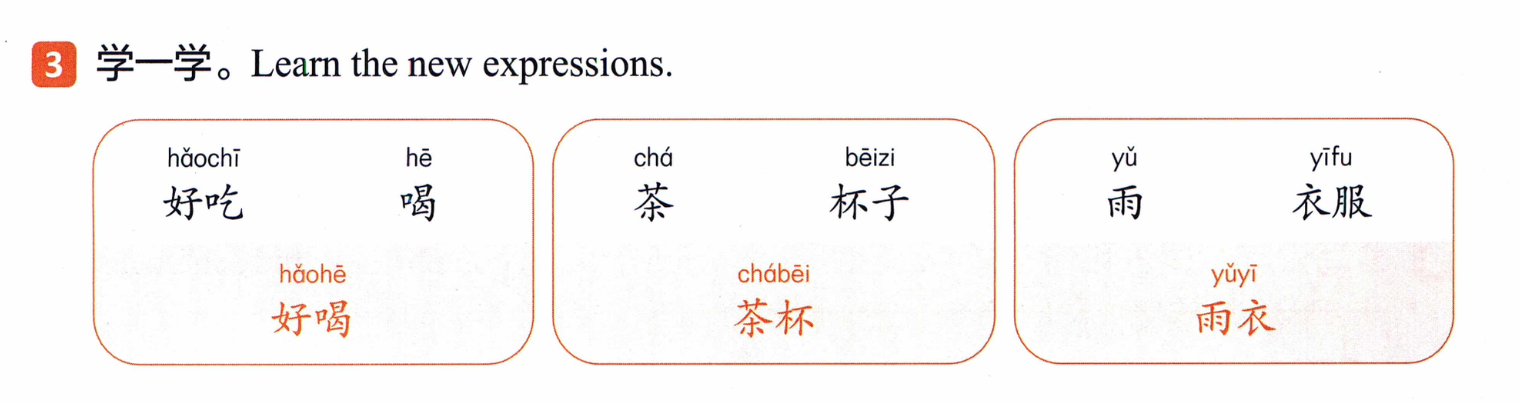 3 学一学。Learn the new expressions.
hǎochī hē
好吃 喝
hǎohē
好喝
chá bēizi
茶 杯子
chábēi
茶杯
yǔ yīfu
雨 衣服
yǔyī
雨衣